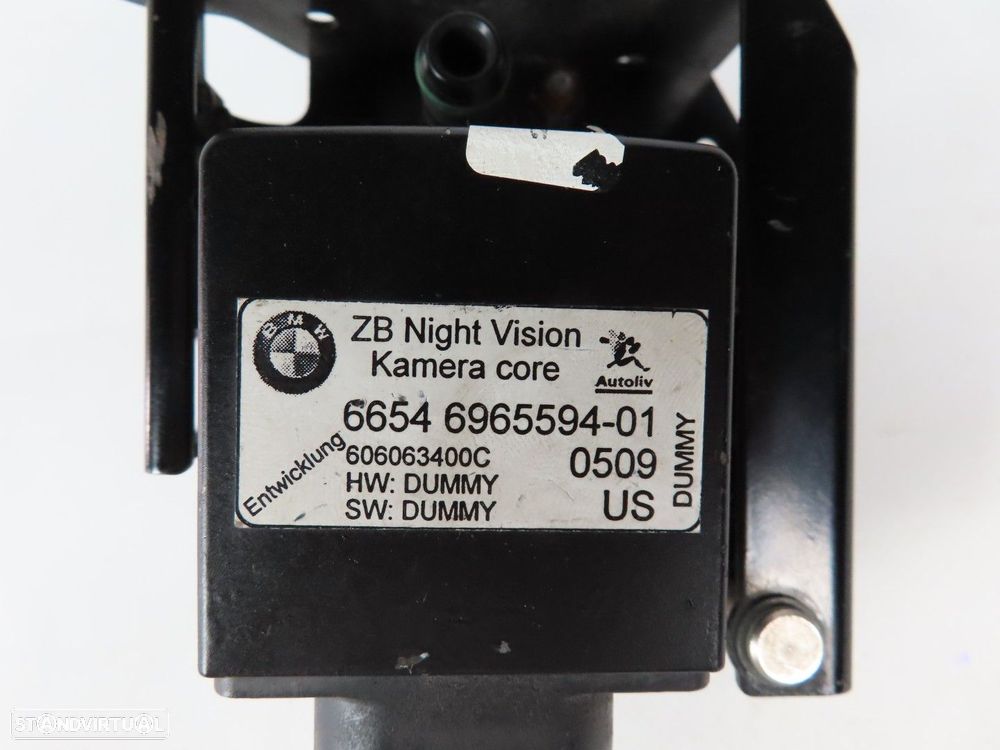 BMW
ZB Night Vision
Kamera core
Autoliv
6654 6965594-01
Entwicklung
606063400C
0509
HW: DUMMY
SW: DUMMY
US
DUMMY
STANDVIRTUAL